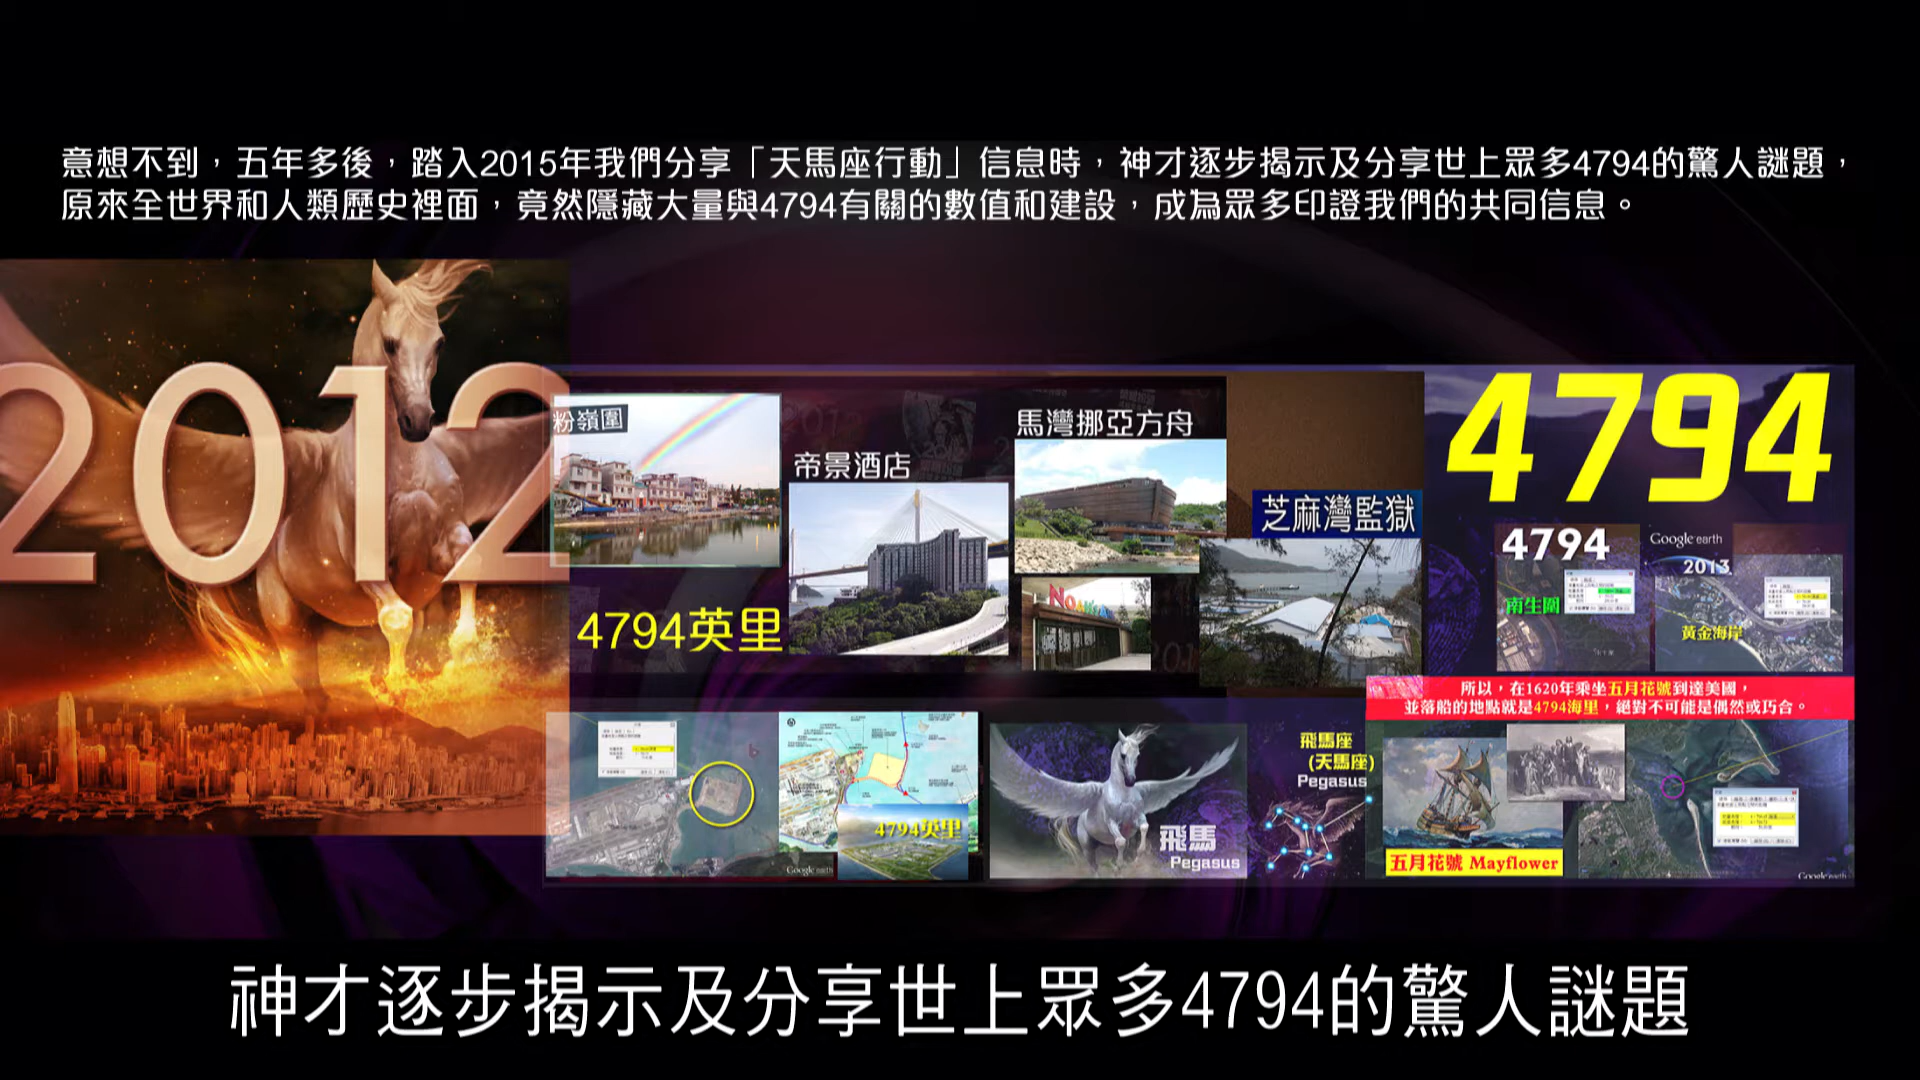 意想不到，五年多後，踏入2015年我們分享「天馬座行動」信息時，神才逐步揭示及分享世上眾多4794的驚人謎題，
原來全世界和人類歷史裡面，竟然隱藏大量與4794有關的數值和建設，成為眾多印證我們的共同信息。
2012
粉嶺圍
帝景酒店
馬灣挪亞方舟
芝麻灣監獄
4794
4794英里
4794
南生圍
Google earth
2013
黃金海岸
所以，在1620年乘坐五月花號到達美國，
並落船的地點就是4794海里，絕對不可能是偶然或巧合。
Google earth
4794英里
飛馬
Pegasus
飛馬座
(天馬座)
Pegasus
五月花號 Mayflower
Google earth
神才逐步揭示及分享世上眾多4794的驚人謎題